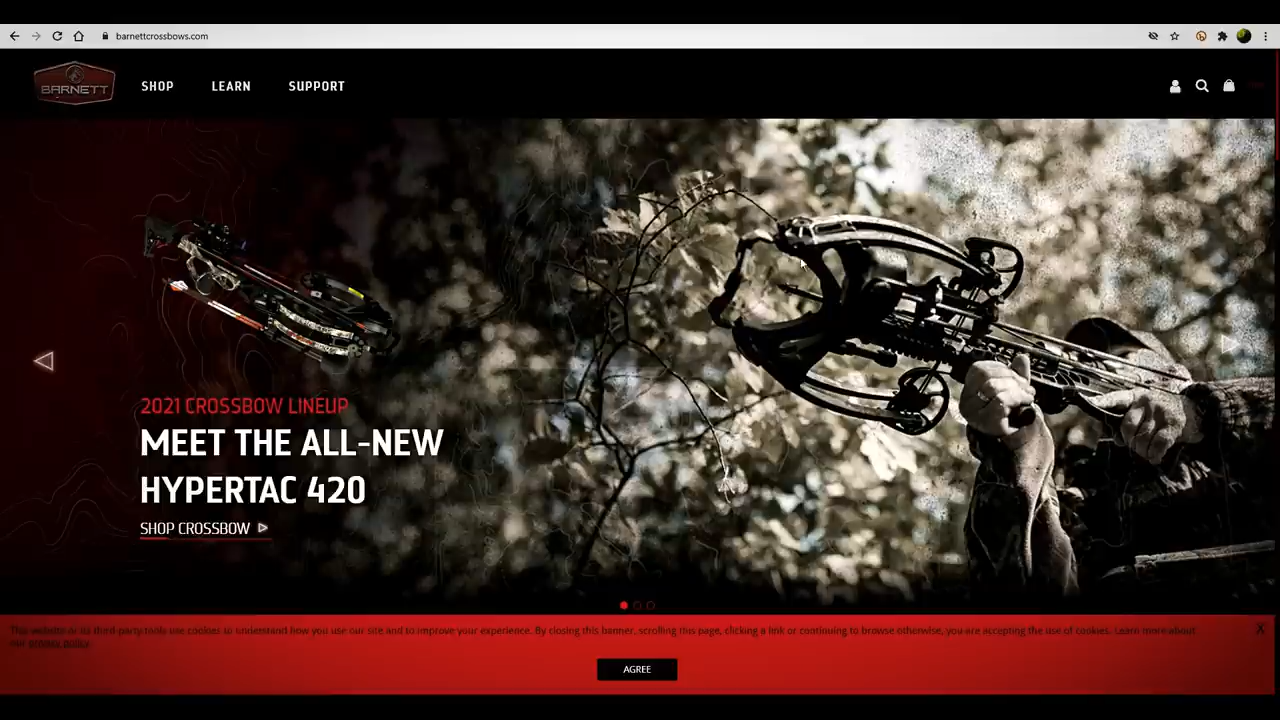 barnettcrossbows.com
BARNETT
SHOP
LEARN
SUPPORT
2021 CROSSBOW LINEUP
MEET THE ALL-NEW
HYPERTAC 420
SHOP CROSSBOW
This website or its third-party tools use cookies to understand how you use our site and to improve your experience. By closing this banner, scrolling this page, clicking a link or continuing to browse otherwise, you are accepting the use of cookies. Learn more about
our privacy policy.
X
AGREE